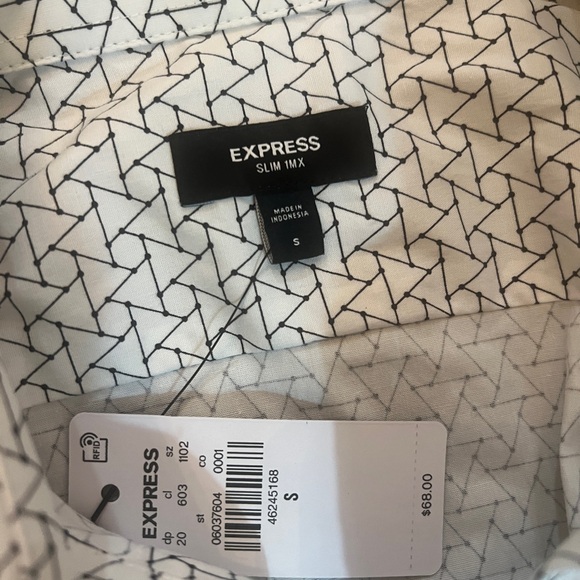 EXPRESS
SLIM 1MX
MADE IN
INDONESIA
S
RFID
EXPRESS
dp cl sz
20 603 1102
st co
06037604 0001
46245168
S
$68.00